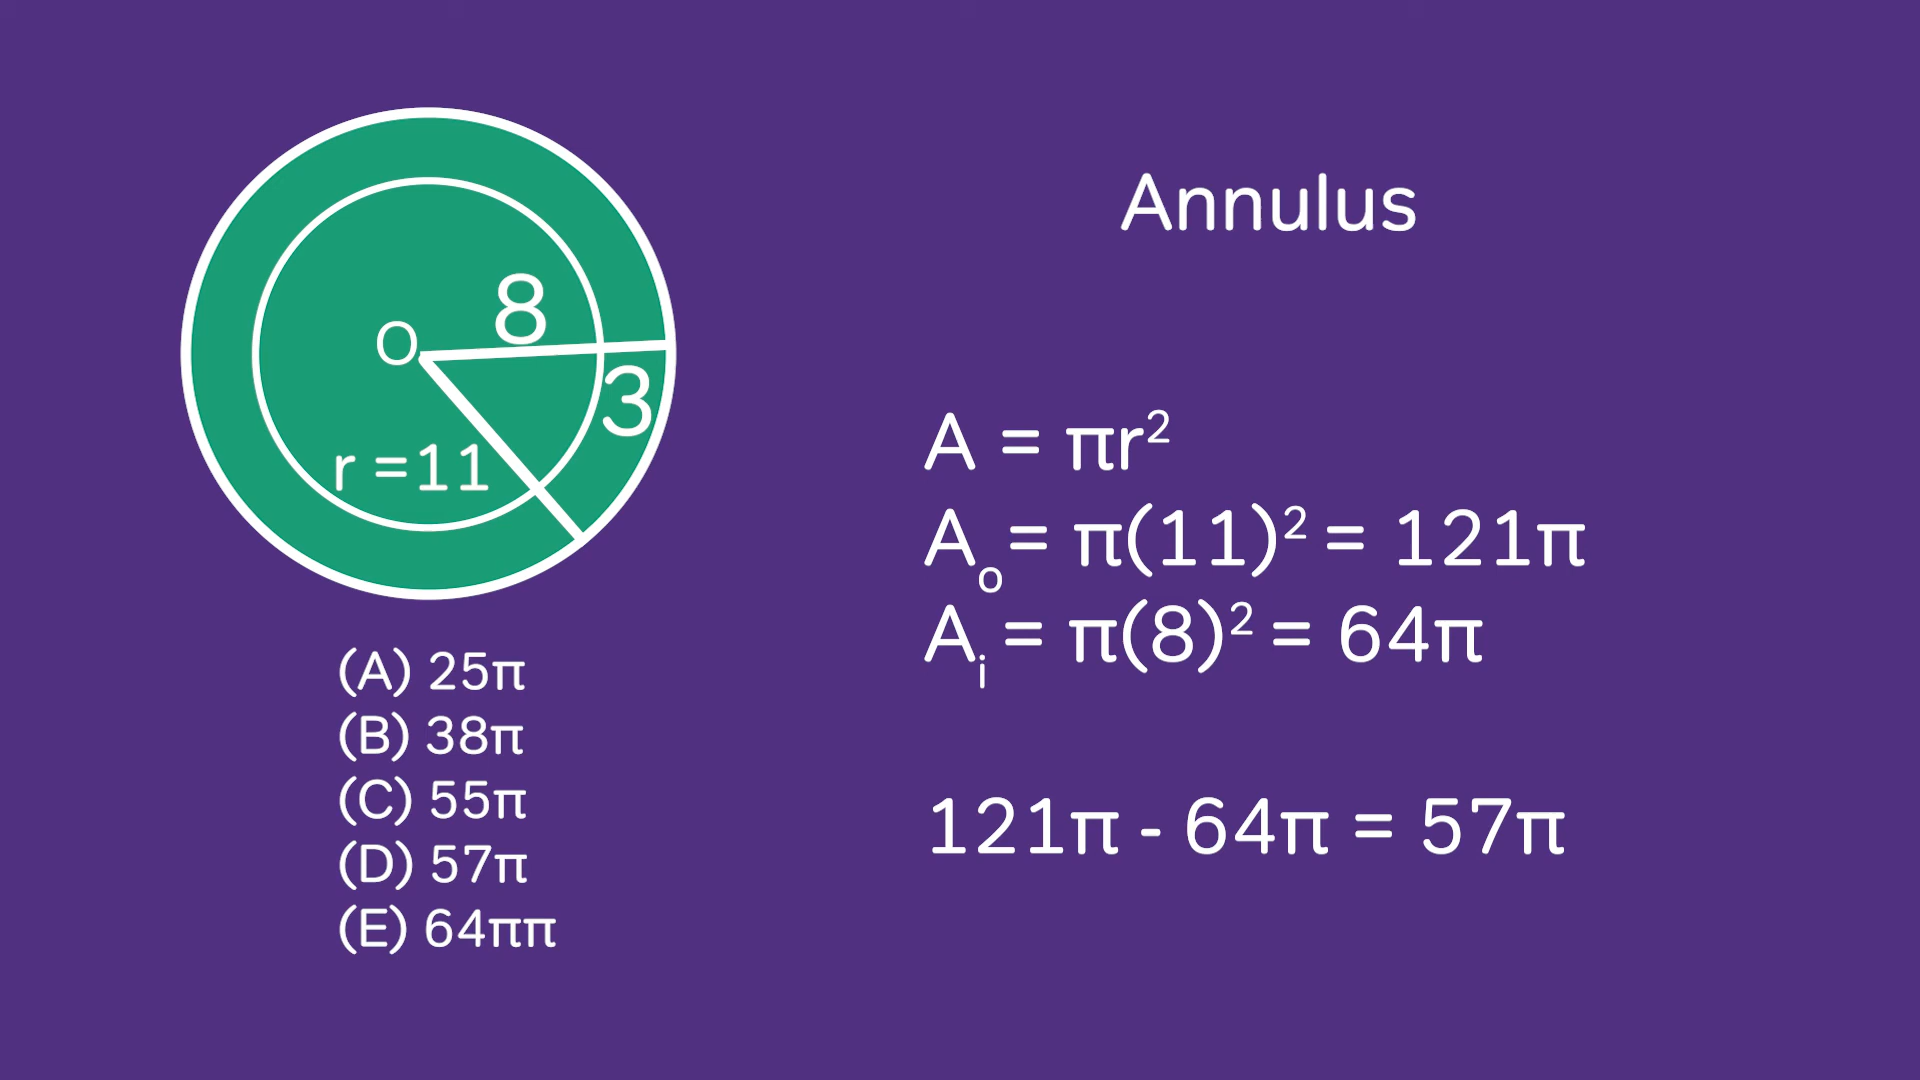 Annulus
O
8
3
r =11
(A) 25π
(B) 38π
(C) 55π
(D) 57π
(E) 64ππ
A = πr²
Aₒ = π(11)² = 121π
Aᵢ = π(8)² = 64π
121π - 64π = 57π